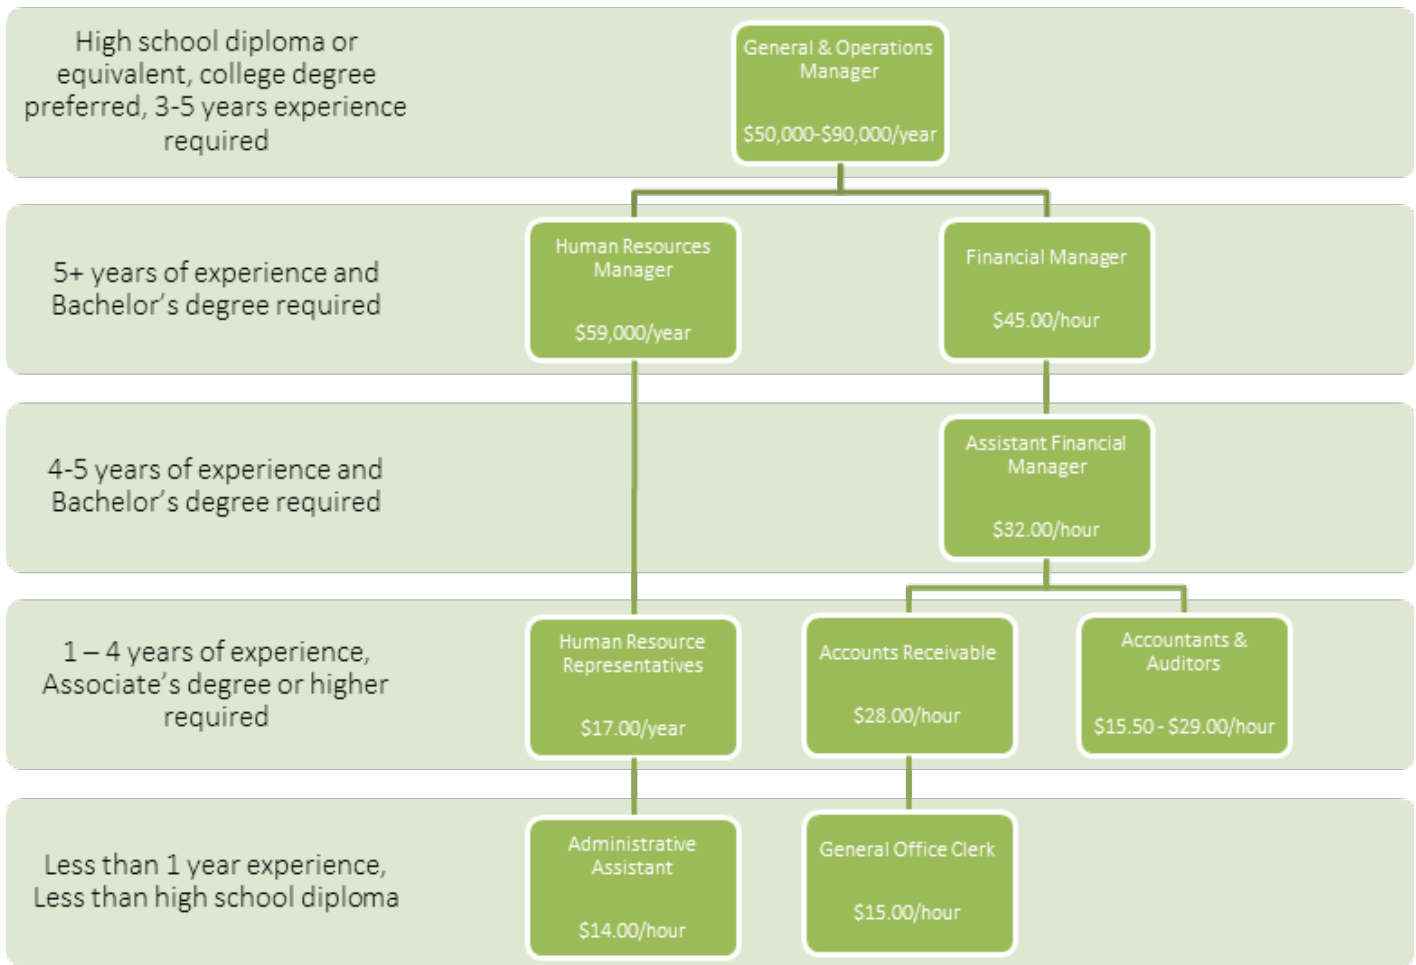 High school diploma or
equivalent, college degree
preferred, 3-5 years experience
required
General & Operations
Manager
$50,000-$90,000/year
5+ years of experience and
Bachelor’s degree required
Human Resources
Manager
$59,000/year
Financial Manager
$45.00/hour
4-5 years of experience and
Bachelor’s degree required
Assistant Financial
Manager
$32.00/hour
1 – 4 years of experience,
Associate’s degree or higher
required
Human Resource
Representatives
$17.00/year
Accounts Receivable
$28.00/hour
Accountants &
Auditors
$15.50 - $29.00/hour
Less than 1 year experience,
Less than high school diploma
Administrative
Assistant
$14.00/hour
General Office Clerk
$15.00/hour